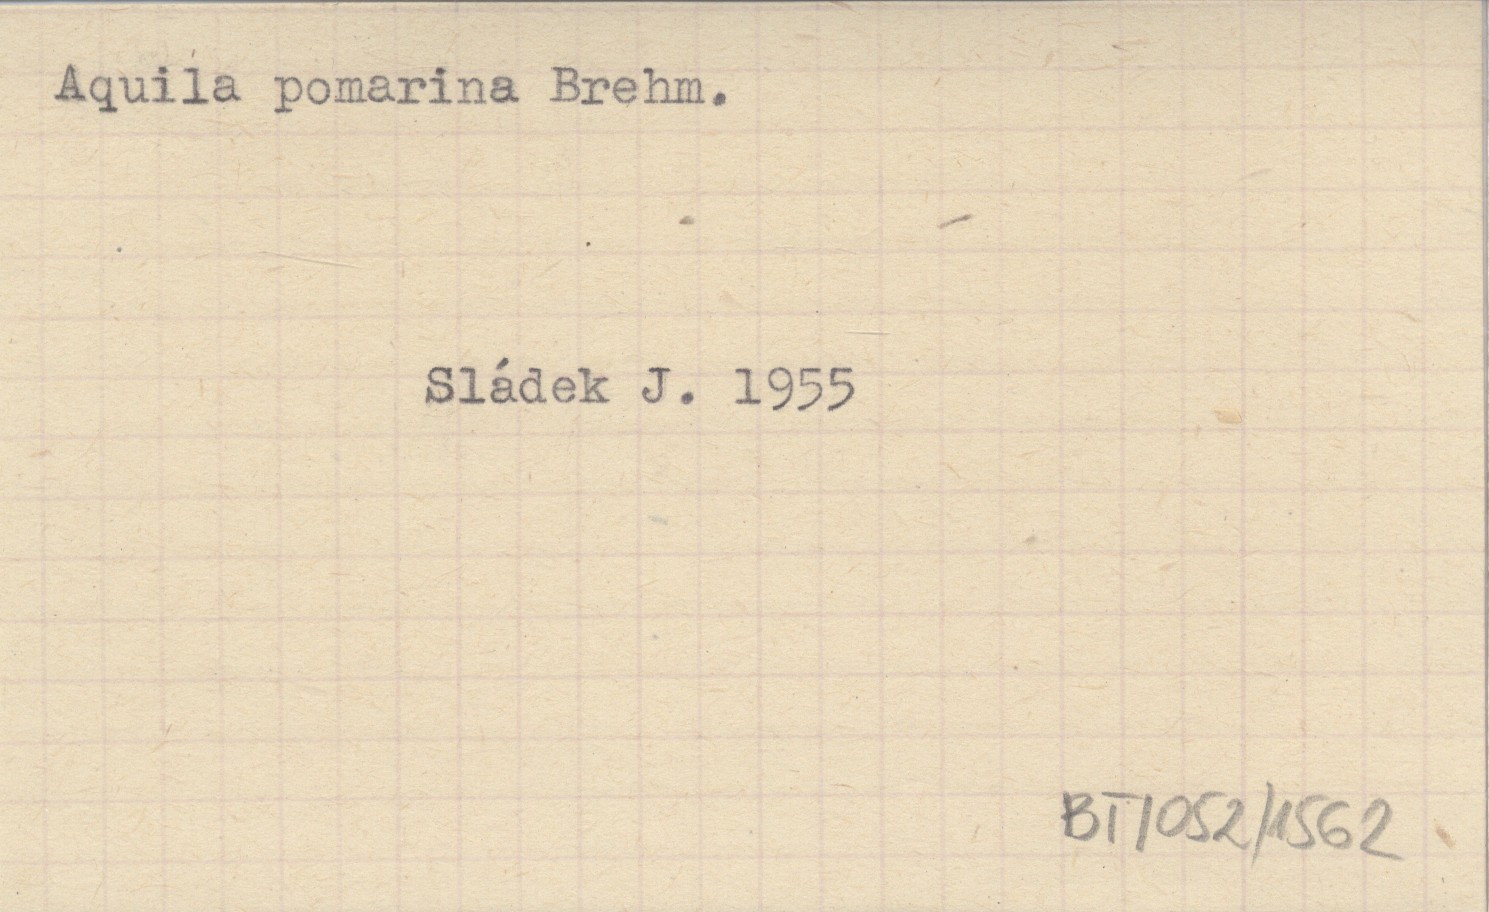 Aquila pomarina Brehm.
Sládek J. 1955
BT/052/1562